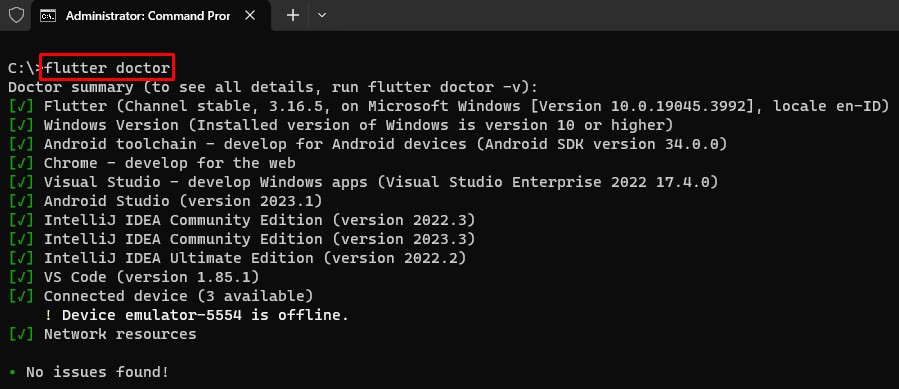 Administrator: Command Pror
C:\>flutter doctor
Doctor summary (to see all details, run flutter doctor -v):
[√] Flutter (Channel stable, 3.16.5, on Microsoft Windows [Version 10.0.19045.3992], locale en-ID)
[√] Windows Version (Installed version of Windows is version 10 or higher)
[√] Android toolchain - develop for Android devices (Android SDK version 34.0.0)
[√] Chrome - develop for the web
[√] Visual Studio - develop Windows apps (Visual Studio Enterprise 2022 17.4.0)
[√] Android Studio (version 2023.1)
[√] IntelliJ IDEA Community Edition (version 2022.3)
[√] IntelliJ IDEA Community Edition (version 2023.3)
[√] IntelliJ IDEA Ultimate Edition (version 2022.2)
[√] VS Code (version 1.85.1)
[√] Connected device (3 available)
! Device emulator-5554 is offline.
[√] Network resources
• No issues found!